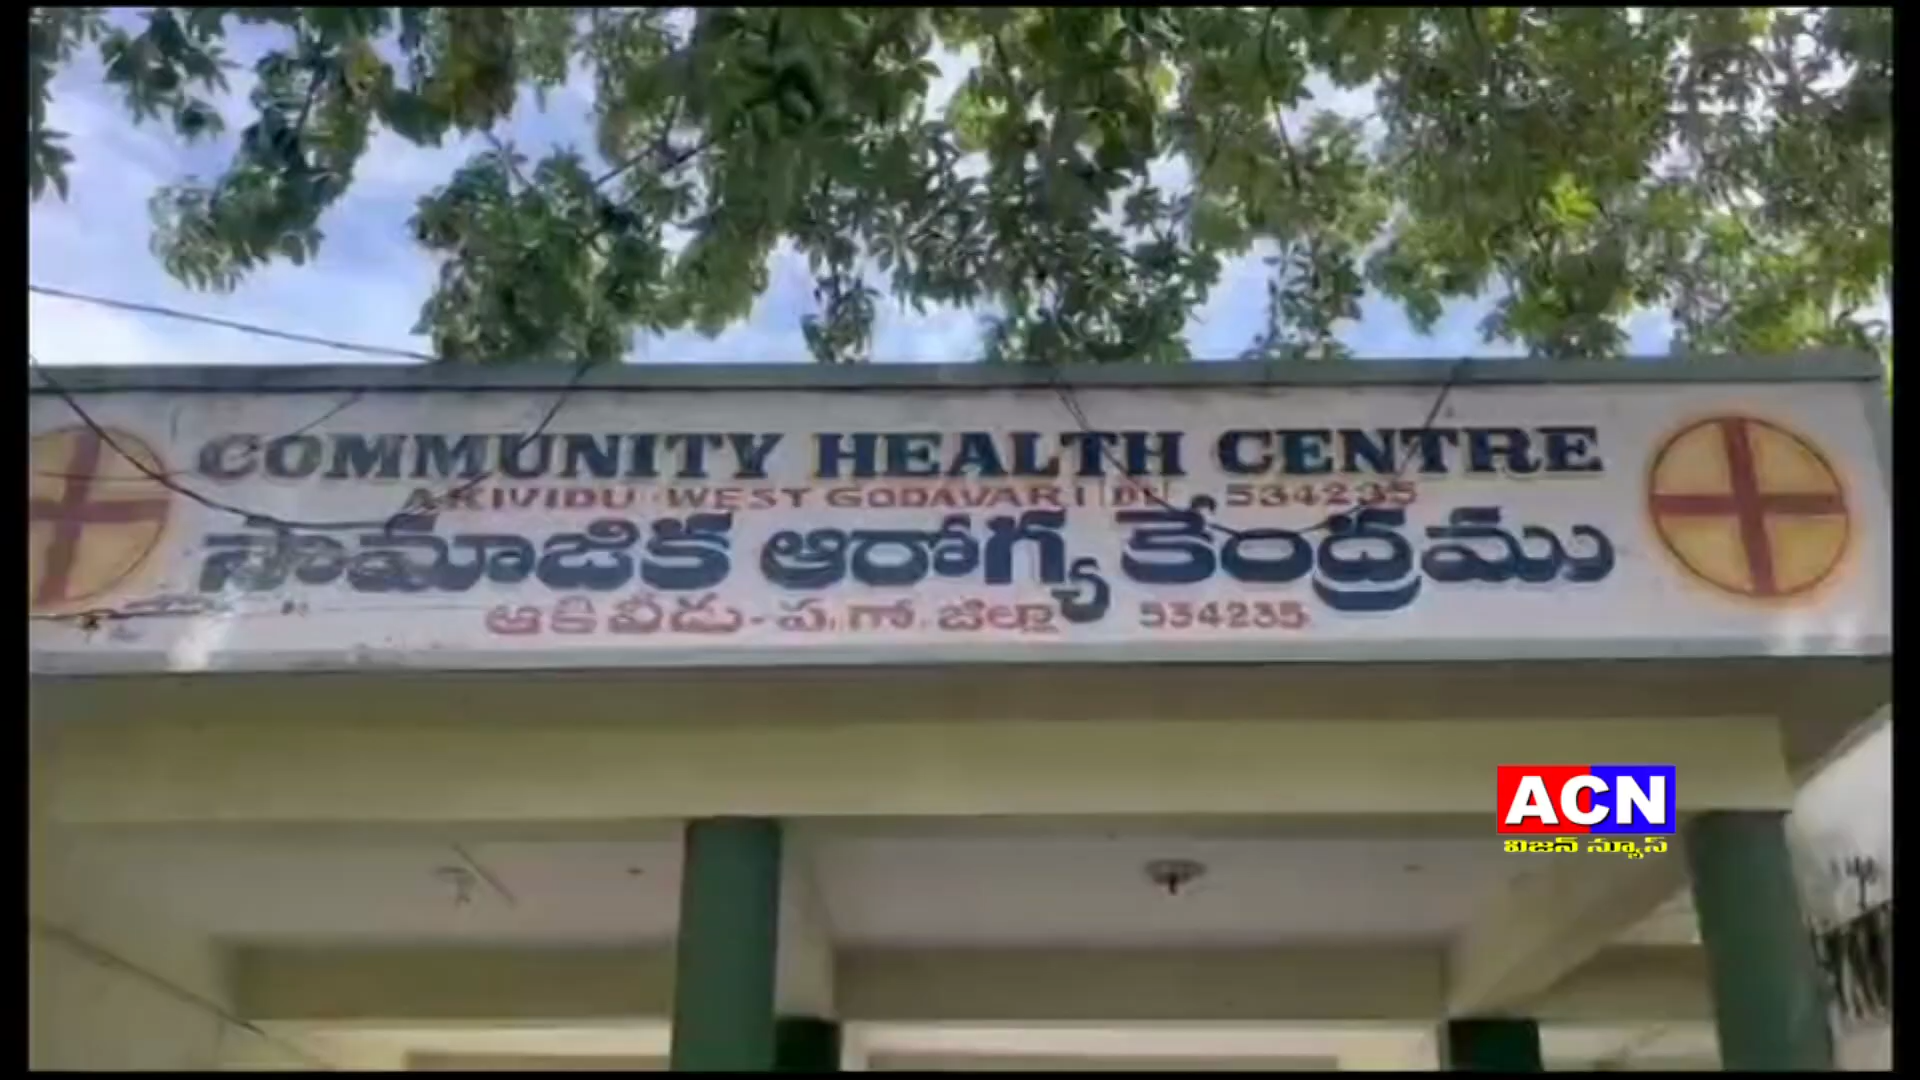 COMMUNITY HEALTH CENTRE
AKIVIDU - WEST GODAVARI (Dt) 534235
సామాజిక ఆరోగ్య కేంద్రము
ఆకివీడు - ప.గో. జిల్లా 534235
ACN
విజన్ న్యూస్